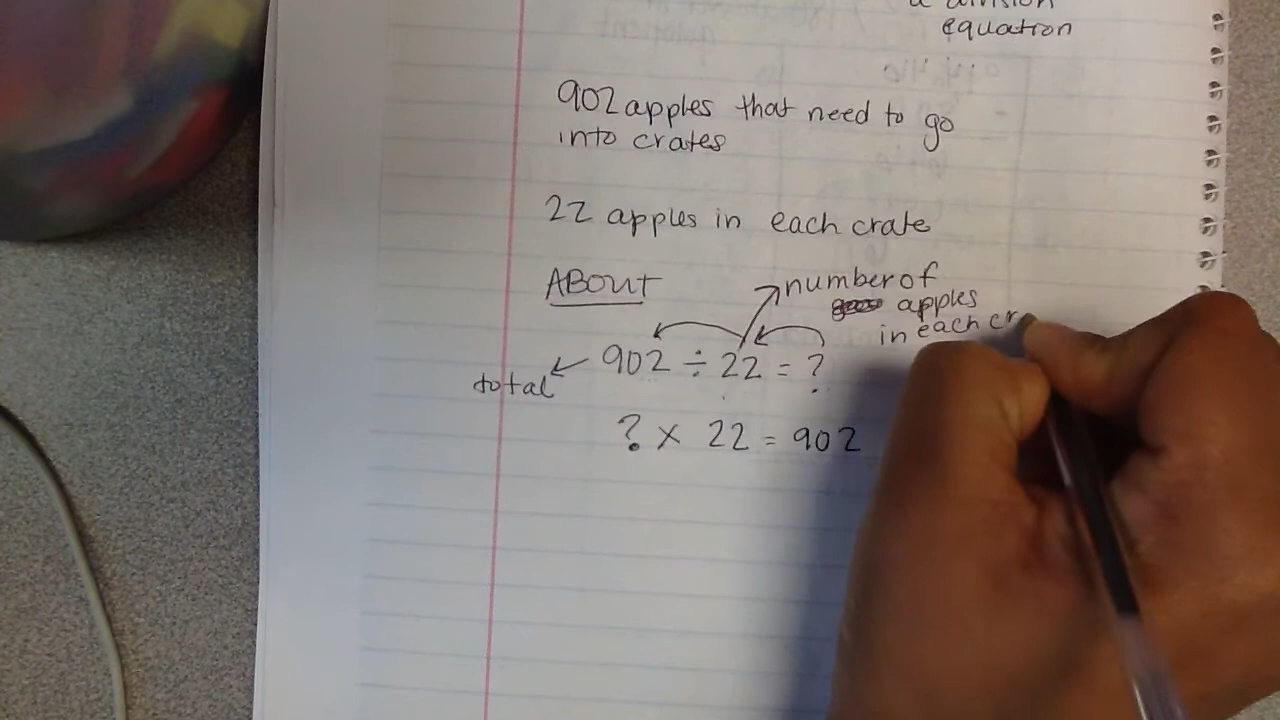 a division
equation
902 apples that need to go
into crates
22 apples in each crate
ABOUT
number of
apples
in each cr
902 ÷ 22 = ?
total
? x 22 = 902